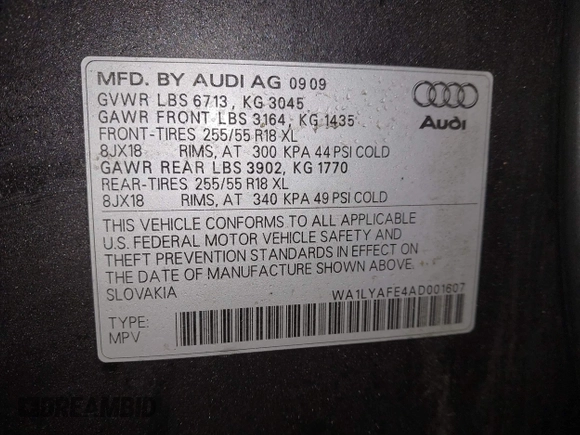 MFD. BY AUDI AG 09 09
GVWR LBS 6713 , KG 3045
GAWR FRONT LBS 3164, KG 1435
FRONT-TIRES 255/55 R18 XL
8JX18 RIMS, AT 300 KPA 44 PSI COLD
GAWR REAR LBS 3902, KG 1770
REAR-TIRES 255/55 R18 XL
8JX18 RIMS, AT 340 KPA 49 PSI COLD
Audi
THIS VEHICLE CONFORMS TO ALL APPLICABLE
U.S. FEDERAL MOTOR VEHICLE SAFETY AND
THEFT PREVENTION STANDARDS IN EFFECT ON
THE DATE OF MANUFACTURE SHOWN ABOVE.
SLOVAKIA
WA1LYAFE4AD001607
TYPE:
MPV
DREAMBID